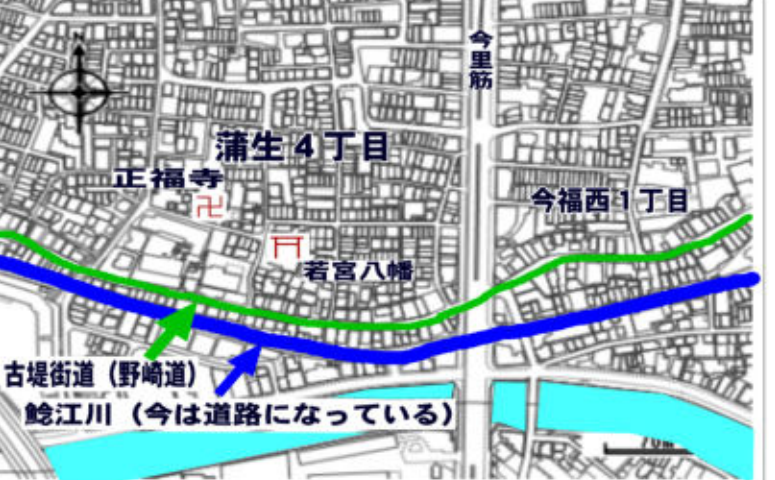 N
今里筋
蒲生4丁目
正福寺
今福西1丁目
若宮八幡
古堤街道（野崎道）
鯰江川（今は道路になっている）